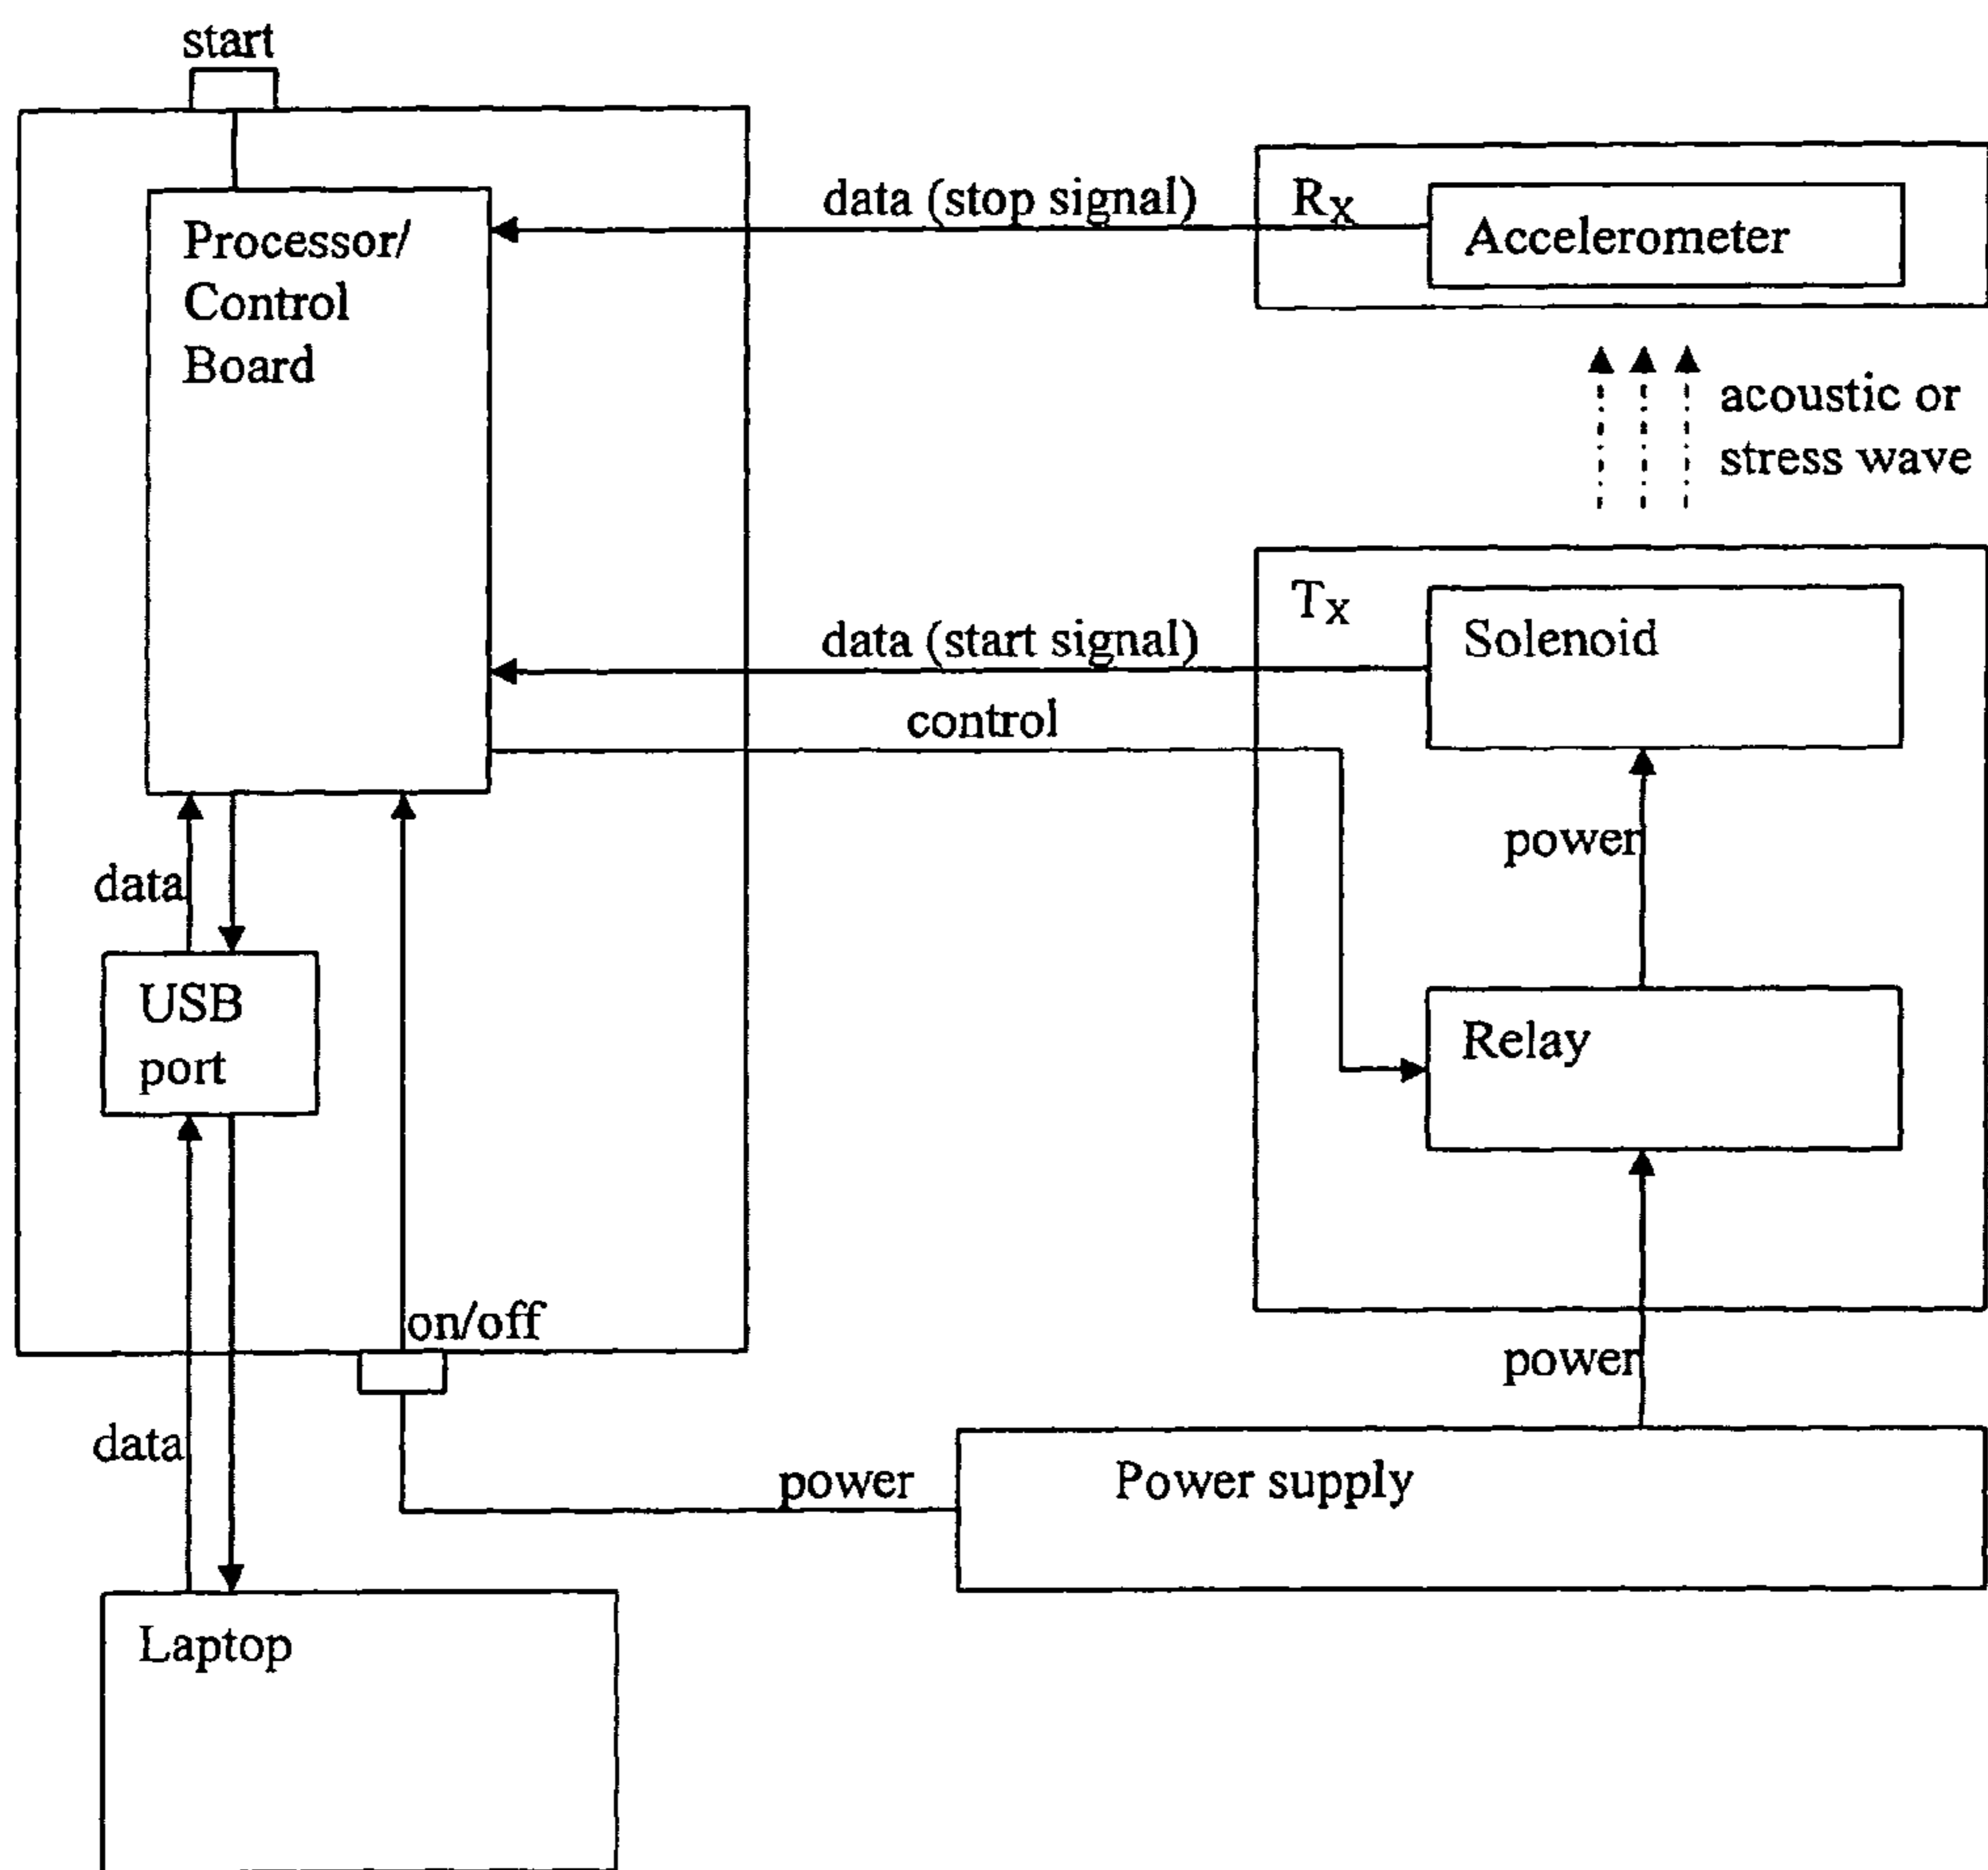 start
Processor/
Control
Board
data (stop signal)
Rx
Accelerometer
acoustic or
stress wave
Tx
Solenoid
data (start signal)
control
power
data
USB
port
Relay
on/off
power
data
power
Power supply
Laptop